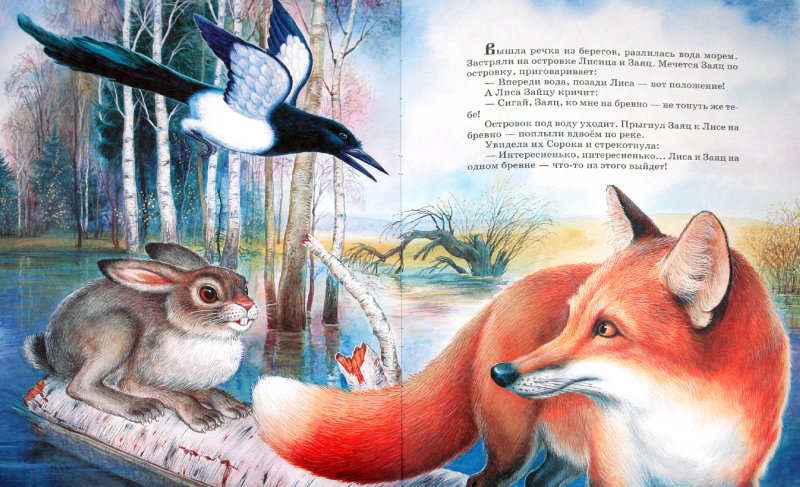 Вышла речка из берегов, разлилась вода морем.
Застряли на островке Лисица и Заяц. Мечется Заяц по
островку, приговаривает:
— Впереди вода, позади Лиса — вот положение!
А Лиса Зайцу кричит:
— Сигай, Заяц, ко мне на бревно — не тонуть же те-
бе!
Островок под воду уходит. Прыгнул Заяц к Лисе на
бревно — поплыли вдвоём по реке.
Увидела их Сорока и стрекотнула:
— Интересненько, интересненько... Лиса и Заяц на
одном бревне — что-то из этого выйдет!